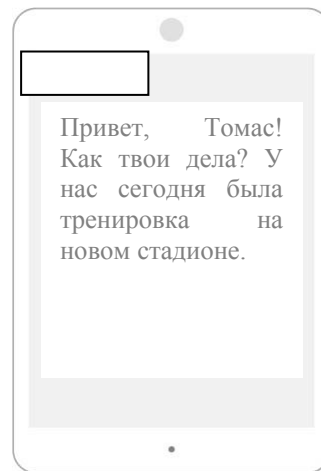 Привет, Томас!
Как твои дела? У
нас сегодня была
тренировка на
новом стадионе.